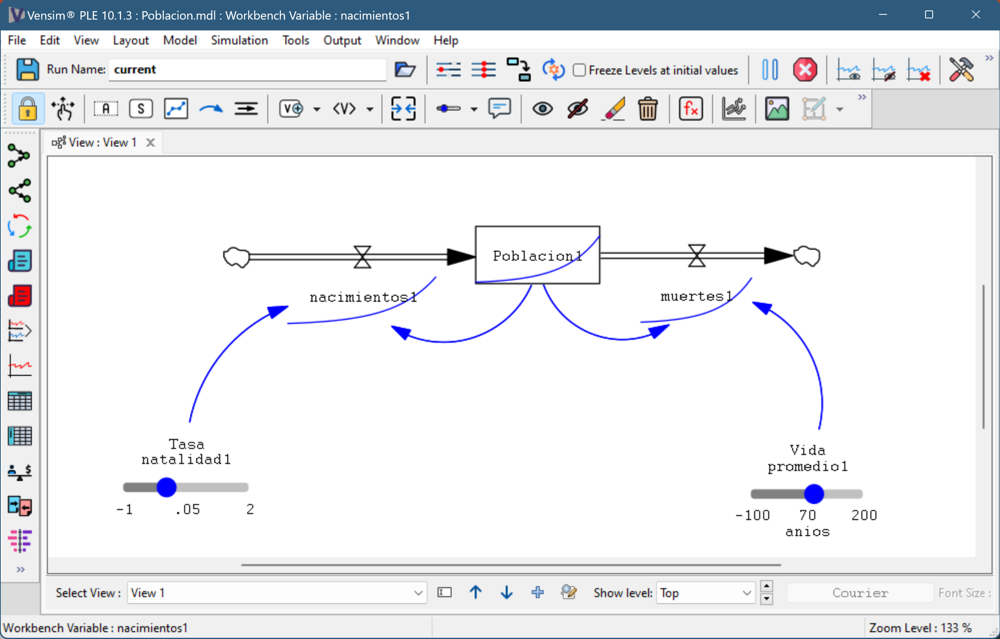 Vensim® PLE 10.1.3 : Poblacion.mdl : Workbench Variable : nacimientos1
File Edit View Layout Model Simulation Tools Output Window Help
Run Name: current Freeze Levels at initial values
A S V <V> fx
View : View 1
Poblacion1
nacimientos1
muertes1
Tasa
natalidad1
-1 .05 2
Vida
promedio1
-100 70 200
anios
Select View : View 1 Show level: Top Courier Font Size :
Workbench Variable : nacimientos1 Zoom Level : 133 %